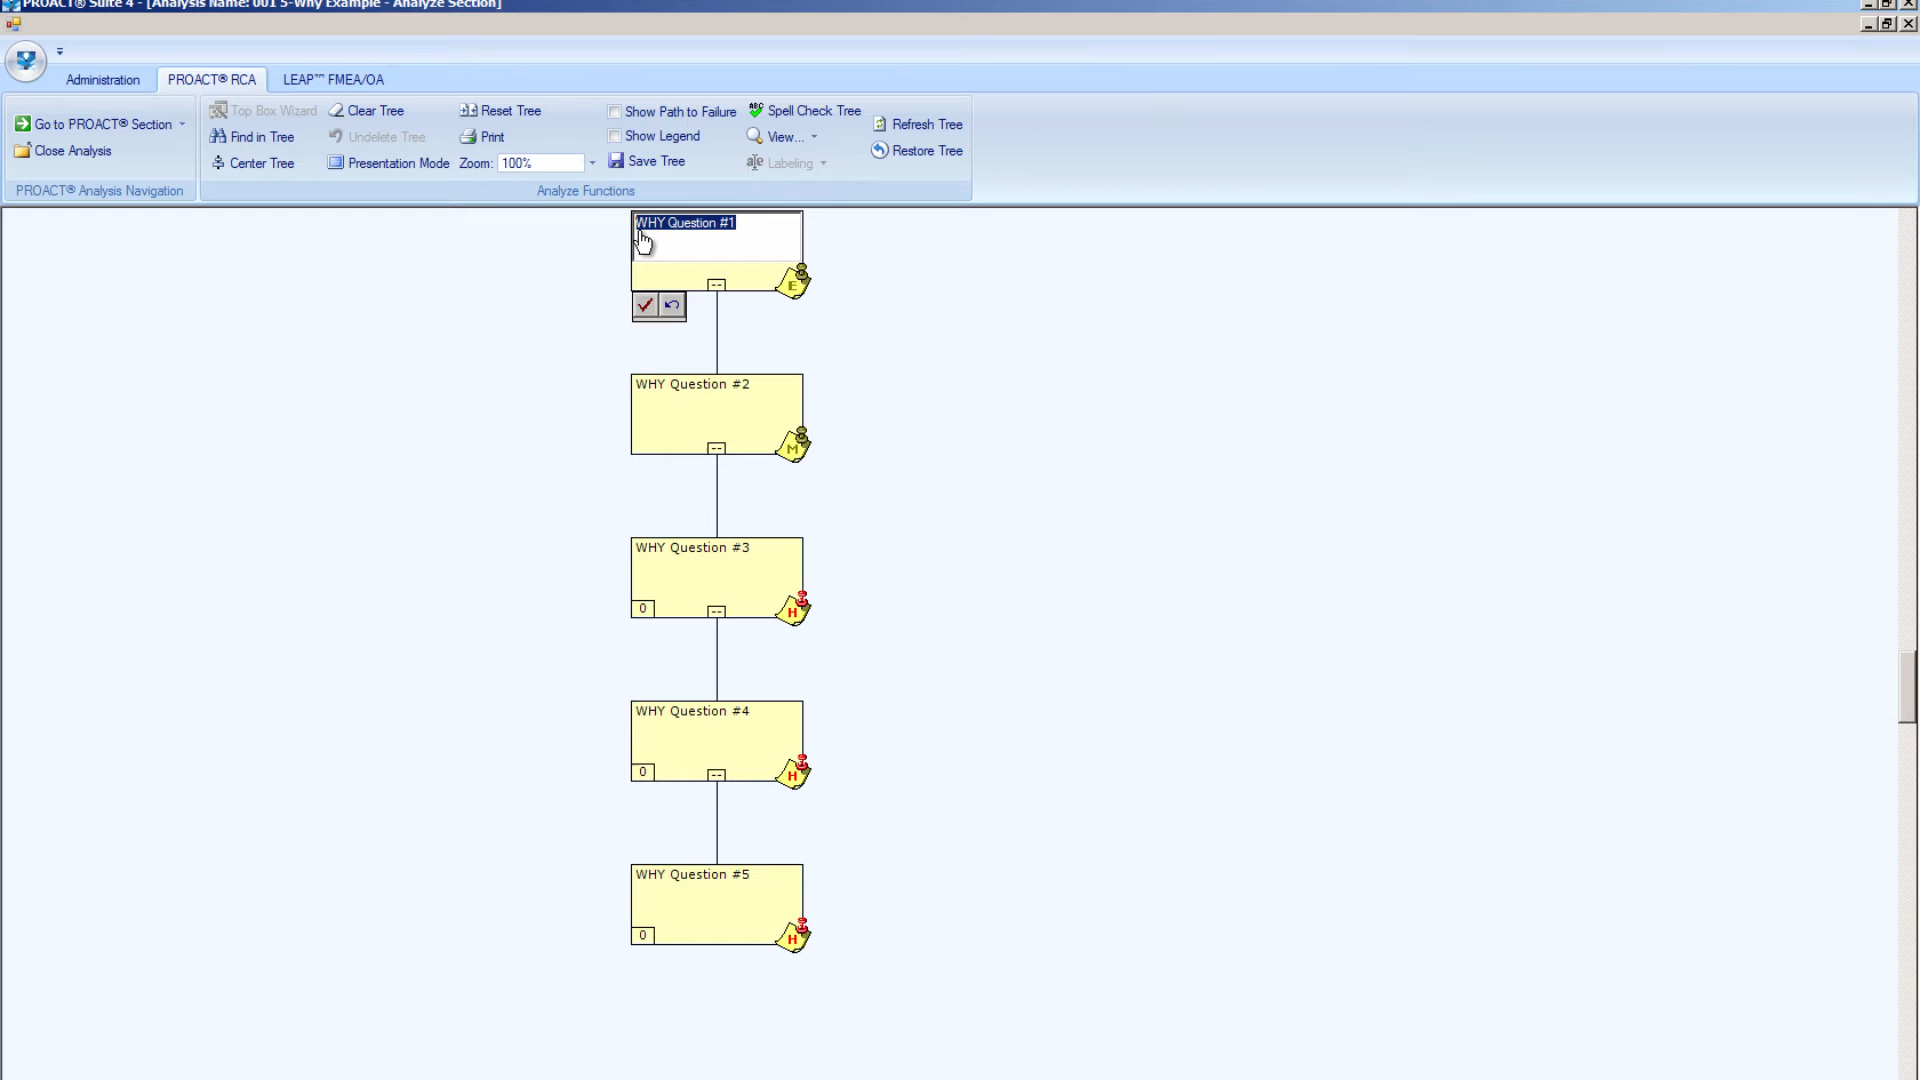 PROACT® Suite 4 - [Analysis Name: 001 5-Why Example - Analyze Section]
Administration
PROACT® RCA
LEAP™ FMEA/OA
Go to PROACT® Section
Close Analysis
PROACT® Analysis Navigation
Top Box Wizard
Find in Tree
Center Tree
Clear Tree
Undelete Tree
Presentation Mode
Reset Tree
Print
Zoom: 100%
Show Path to Failure
Show Legend
Save Tree
ABC Spell Check Tree
View...
Labeling
Refresh Tree
Restore Tree
Analyze Functions
WHY Question #1
E
WHY Question #2
M
WHY Question #3
0
H
WHY Question #4
0
H
WHY Question #5
0
H